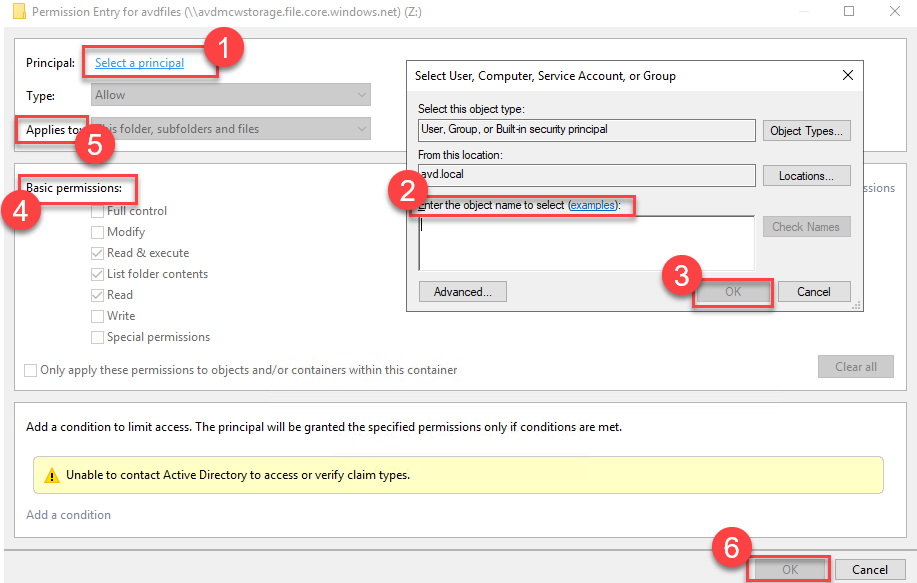 Permission Entry for avdfiles (\\avdmcwstorage.file.core.windows.net) (Z:)
Principal: Select a principal 1
Type: Allow
Applies to: This folder, subfolders and files
5
Basic permissions:
4
Full control
Modify
Read & execute
List folder contents
Read
Write
Special permissions
Only apply these permissions to objects and/or containers within this container
Clear all
Select User, Computer, Service Account, or Group
Select this object type:
User, Group, or Built-in security principal Object Types...
From this location:
avd.local Locations...
2
Enter the object name to select (examples):
Check Names
3
Advanced... OK Cancel
Add a condition to limit access. The principal will be granted the specified permissions only if conditions are met.
Unable to contact Active Directory to access or verify claim types.
Add a condition
6
OK Cancel